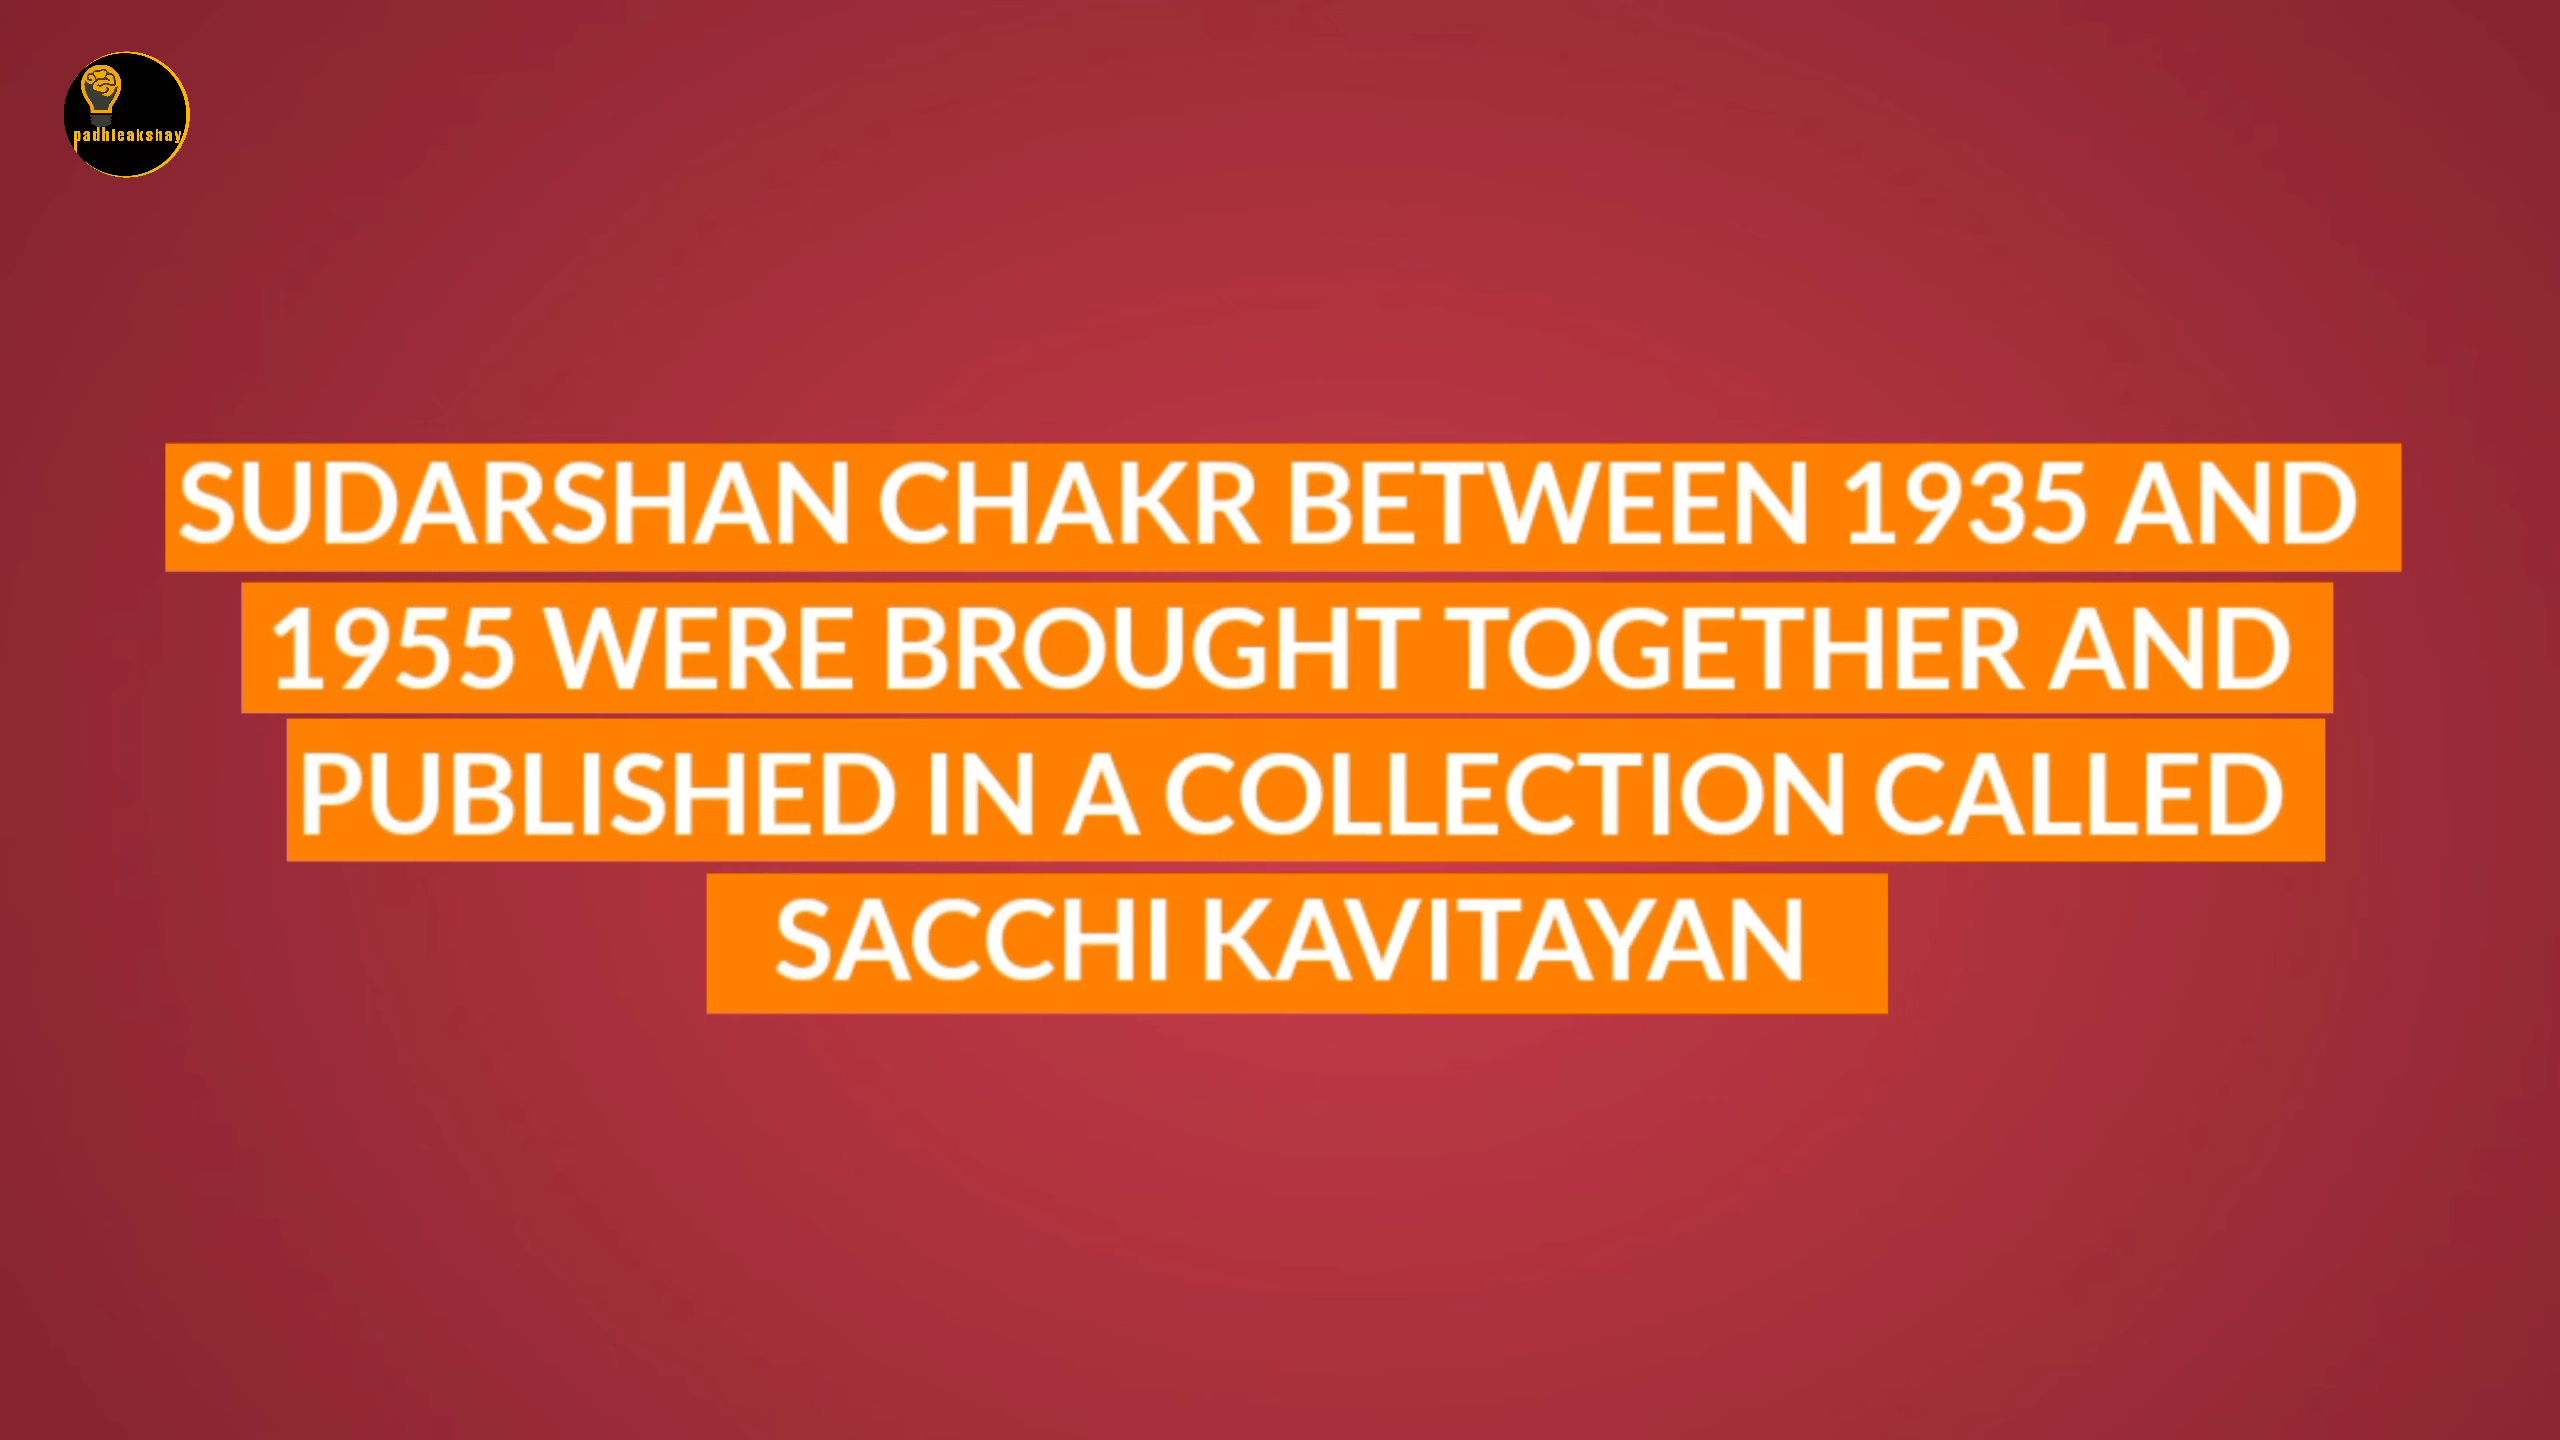 padhleakshay
SUDARSHAN CHAKR BETWEEN 1935 AND
1955 WERE BROUGHT TOGETHER AND
PUBLISHED IN A COLLECTION CALLED
SACCHI KAVITAYAN